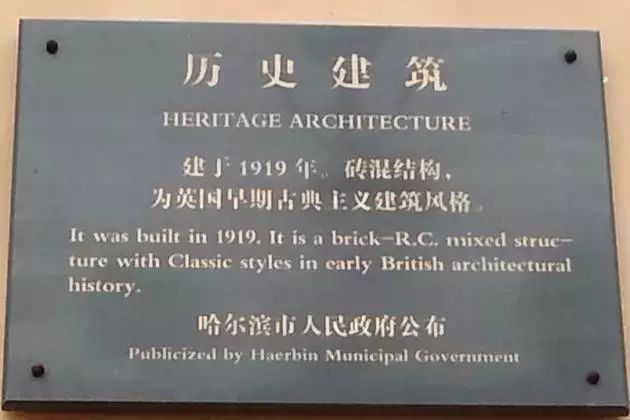 历史建筑
HERITAGE ARCHITECTURE
建于1919年。砖混结构，
为英国早期古典主义建筑风格。
It was built in 1919. It is a brick-R.C. mixed struc-
ture with Classic styles in early British architectural
history.
哈尔滨市人民政府公布
Publicized by Haerbin Municipal Government